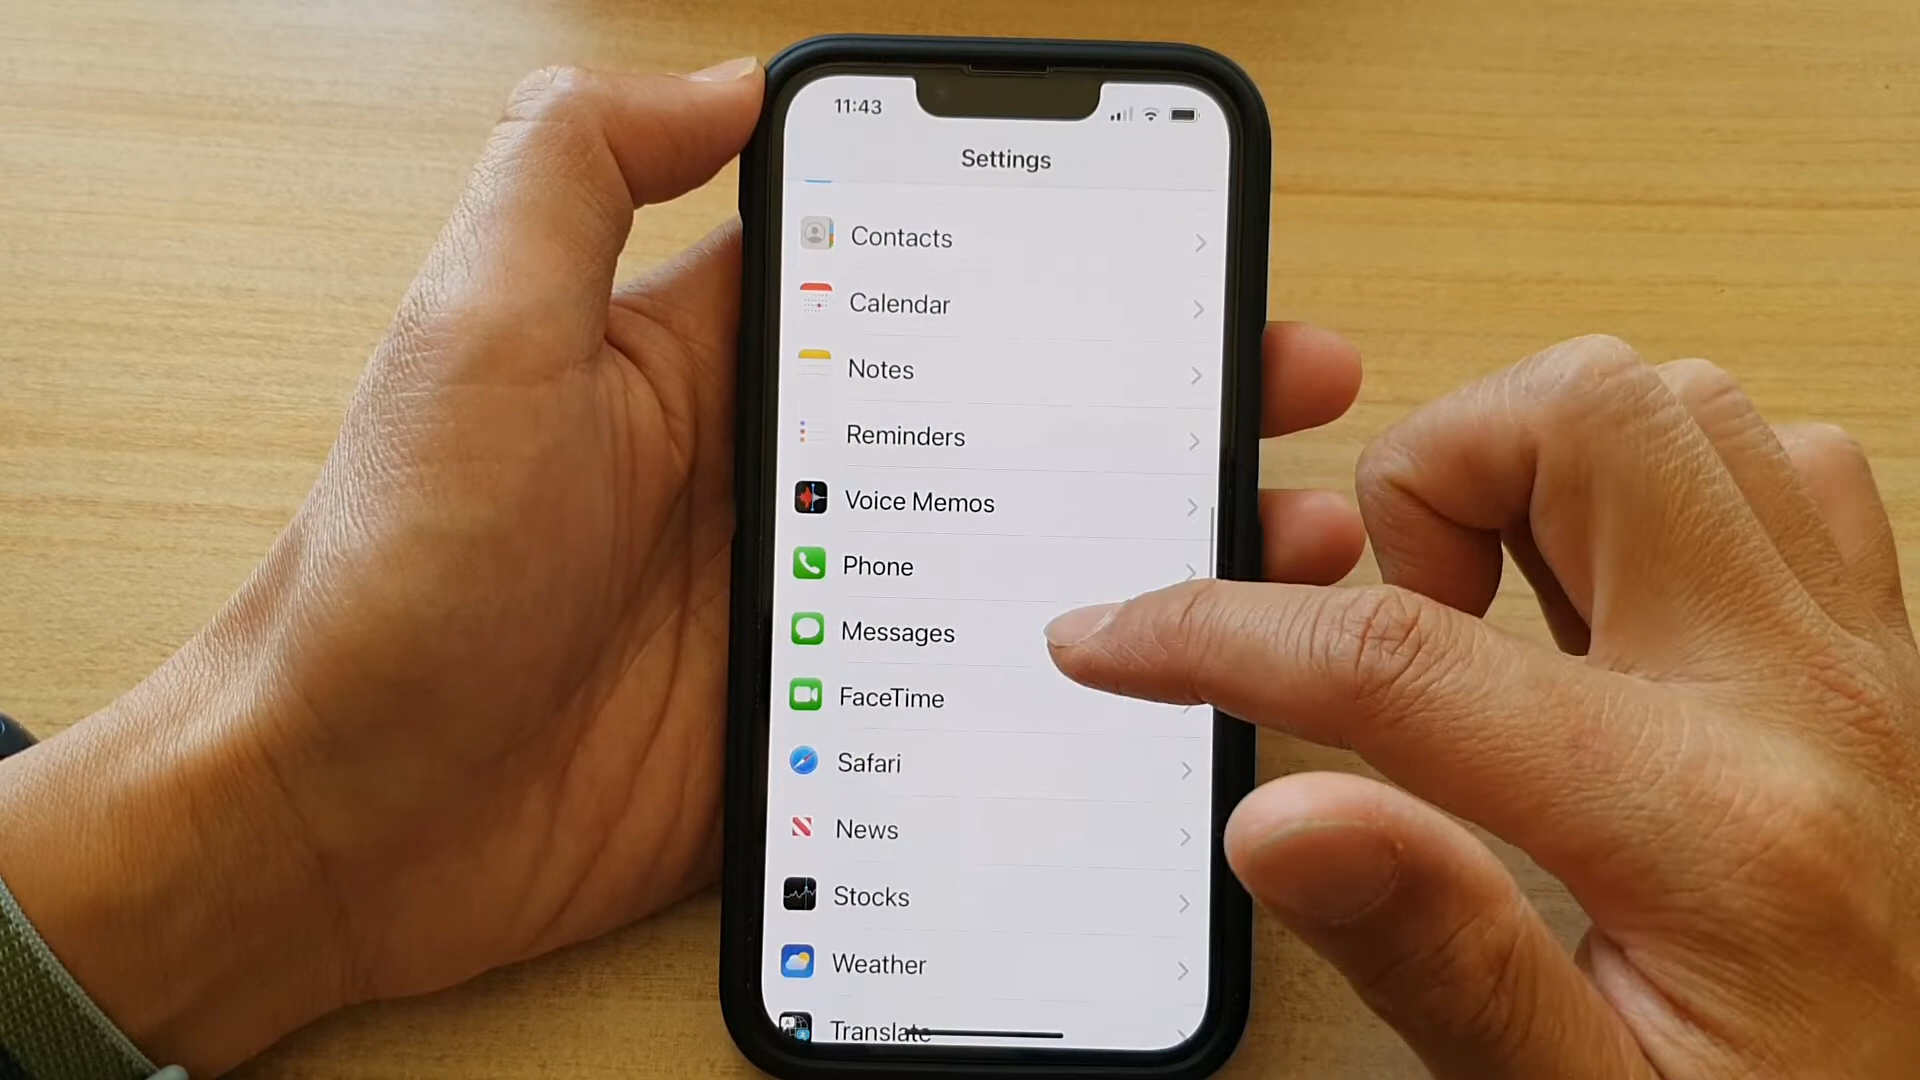 11:43
Settings
Contacts
Calendar
Notes
Reminders
Voice Memos
Phone
Messages
FaceTime
Safari
News
Stocks
Weather
Translate